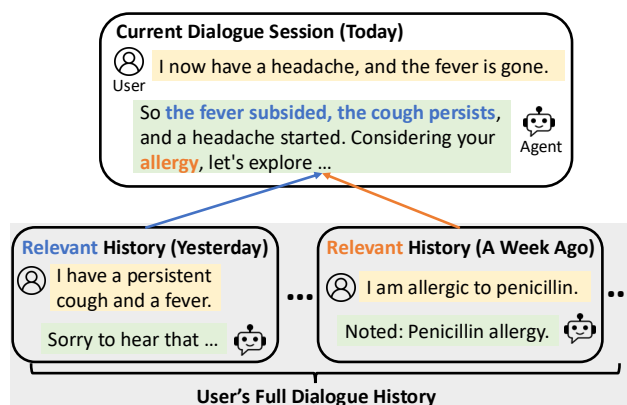 Current Dialogue Session (Today)
I now have a headache, and the fever is gone.
User
So the fever subsided, the cough persists,
and a headache started. Considering your
allergy, let's explore ...
Agent
Relevant History (Yesterday)
I have a persistent
cough and a fever.
Sorry to hear that ...
...
Relevant History (A Week Ago)
I am allergic to penicillin.
Noted: Penicillin allergy.
..
User's Full Dialogue History